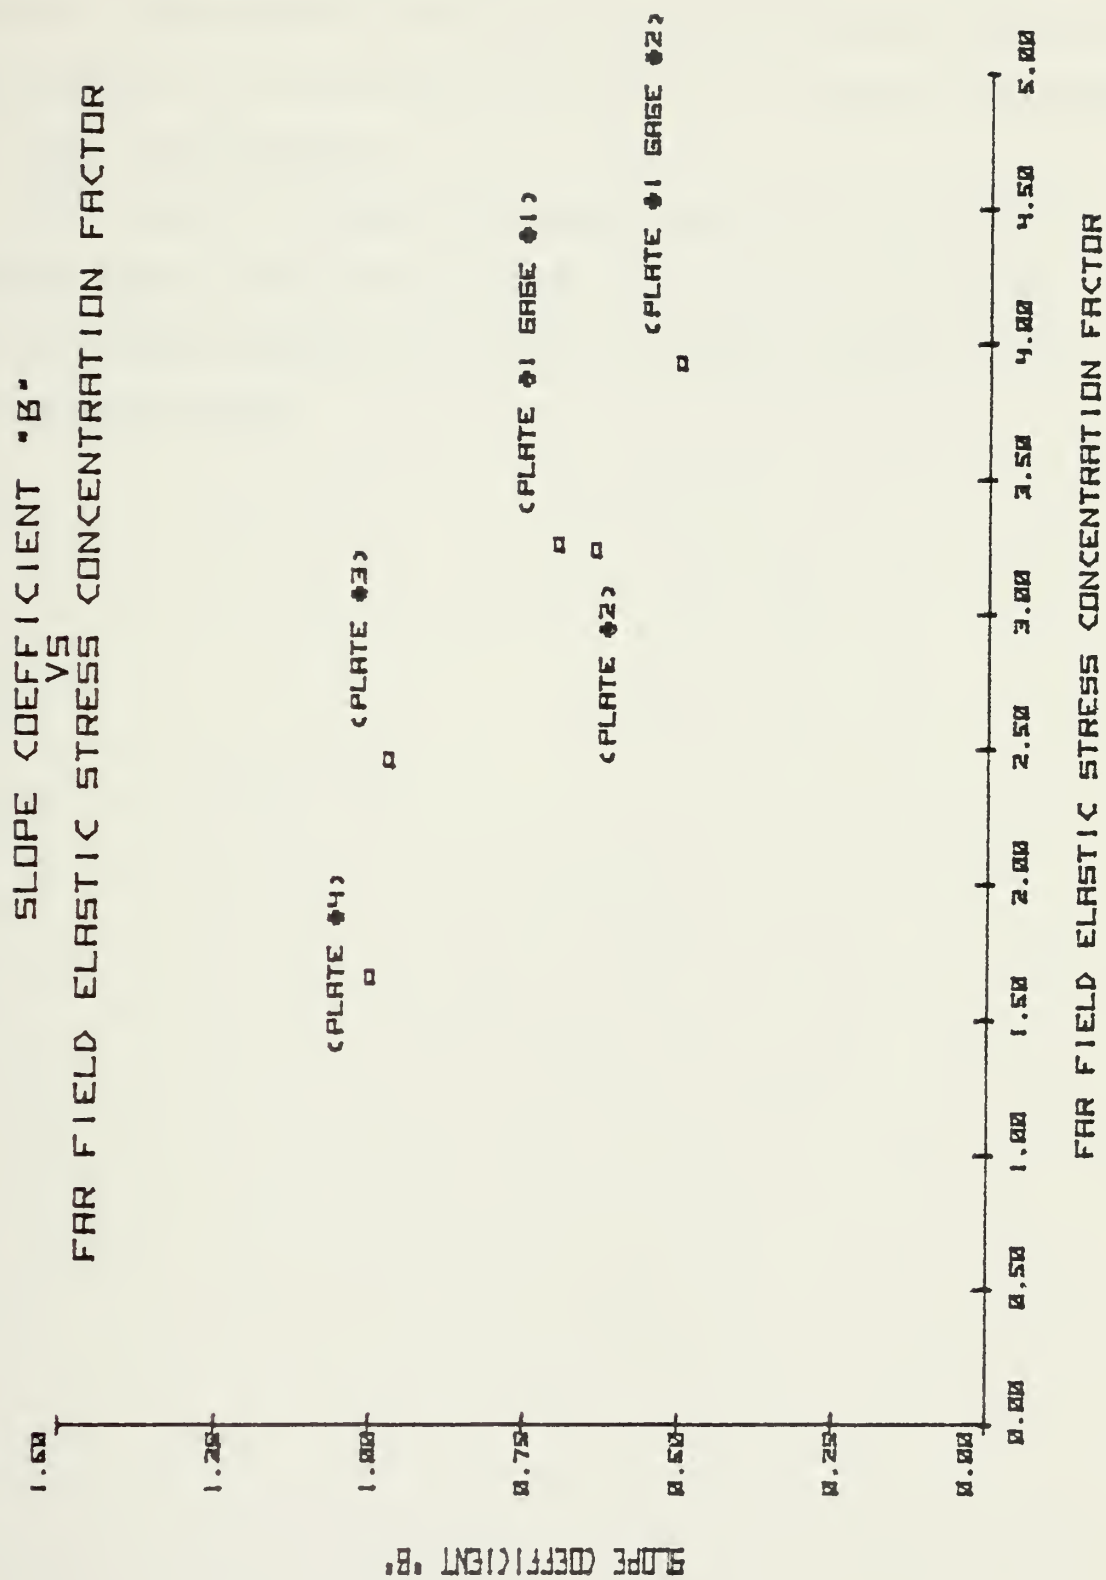 SLOPE COEFFICIENT "B"
VS
FAR FIELD ELASTIC STRESS CONCENTRATION FACTOR
SLOPE COEFFICIENT "B"
1.50
1.25
1.00
0.75
0.50
0.25
0.00
(PLATE #4)
(PLATE #3)
(PLATE #1 GAGE #1)
(PLATE #2)
(PLATE #1 GAGE #2)
0.00 0.50 1.00 1.50 2.00 2.50 3.00 3.50 4.00 4.50 5.00
FAR FIELD ELASTIC STRESS CONCENTRATION FACTOR